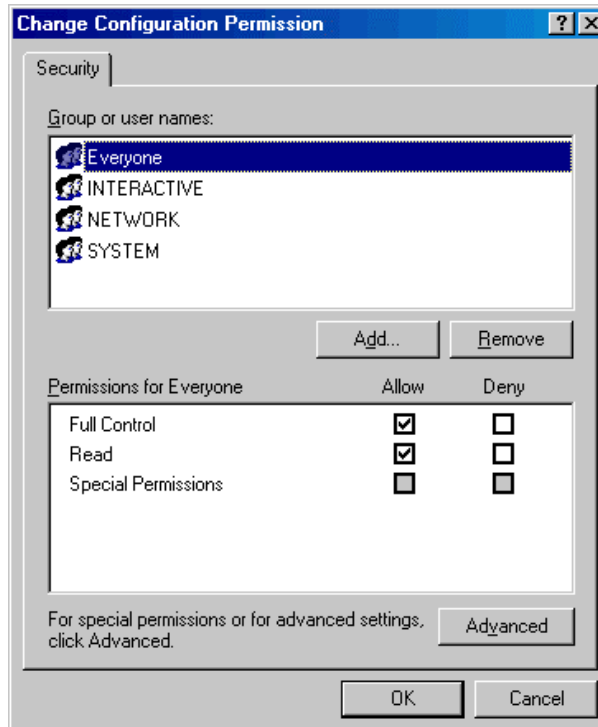 Change Configuration Permission
Security
Group or user names:
Everyone
INTERACTIVE
NETWORK
SYSTEM
Add... Remove
Permissions for Everyone Allow Deny
Full Control
Read
Special Permissions
For special permissions or for advanced settings,
click Advanced.
Advanced
OK Cancel